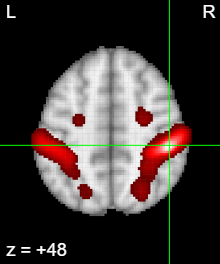 L R
z = +48